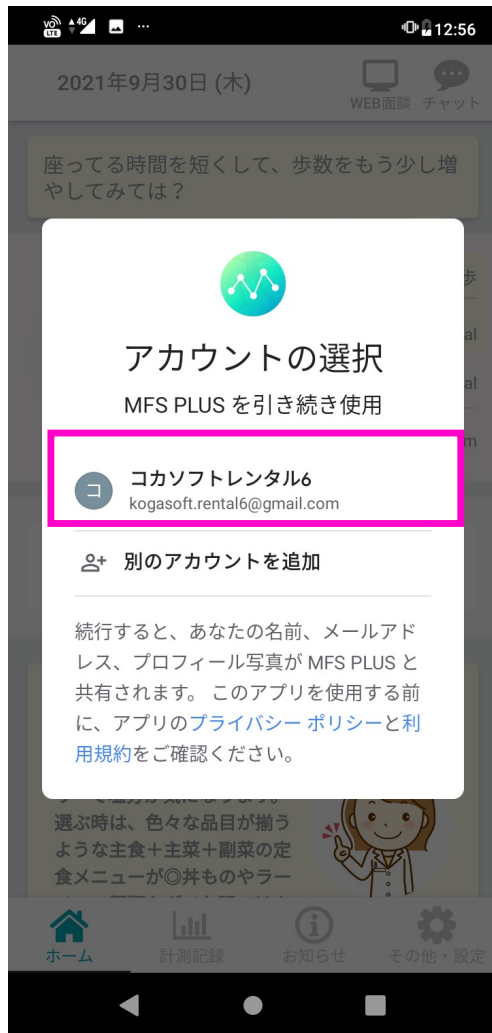 VO)) LTE 4G … 12:56
2021年9月30日 (木)
WEB面談 チャット
座ってる時間を短くして、歩数をもう少し増
やしてみては？
歩
al
al
m
アカウントの選択
MFS PLUS を引き続き使用
コ
コカソフトレンタル6
kogasoft.rental6@gmail.com
別のアカウントを追加
続行すると、あなたの名前、メールアド
レス、プロフィール写真が MFS PLUS と
共有されます。 このアプリを使用する前
に、アプリのプライバシー ポリシーと利
用規約をご確認ください。
選ぶ時は、色々な品目が揃う
ような主食＋主菜＋副菜の定
食メニューが◎丼ものやラー
ホーム 計測記録 お知らせ その他・設定